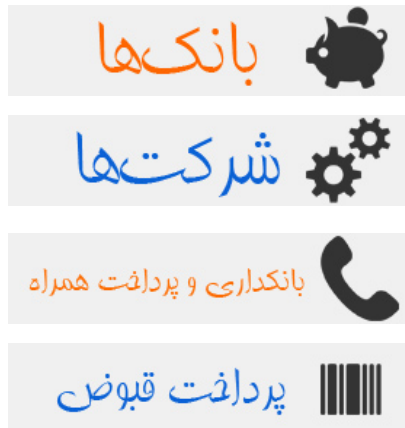 بانک‌ها
شرکت‌ها
بانکداری و پرداخت همراه
پرداخت قبوض